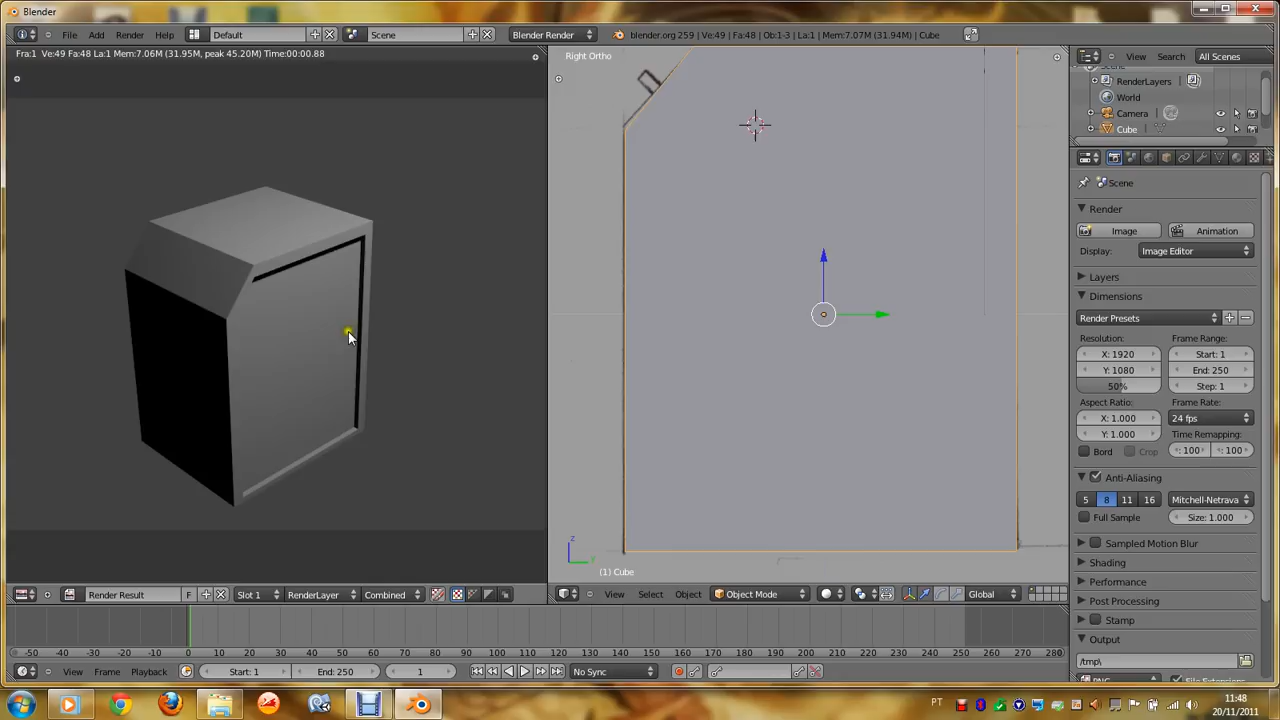 Blender
File Add Render Help Default Scene Blender Render blender.org 259 | Ve:49 | Fa:48 | Ob:1-3 | La:1 | Mem:7.07M (31.94M) | Cube
Fra:1 Ve:49 Fa:48 La:1 Mem:7.06M (31.95M, peak 45.20M) Time:00:00.88
Right Ortho
View Search All Scenes
RenderLayers
World
Camera
Cube
Scene
Render
Image Animation
Display: Image Editor
Layers
Dimensions
Render Presets
Resolution: Frame Range:
X: 1920 Start: 1
Y: 1080 End: 250
50% Step: 1
Aspect Ratio: Frame Rate:
X: 1.000 24 fps
Y: 1.000 Time Remapping:
Bord Crop : 100 : 100
Anti-Aliasing
5 8 11 16 Mitchell-Netrava
Full Sample Size: 1.000
Sampled Motion Blur
Shading
Performance
Post Processing
Stamp
Output
/tmp\
z
Y
(1) Cube
Render Result F Slot 1 RenderLayer Combined
View Select Object Object Mode Global
-50 -40 -30 -20 -10 0 10 20 30 40 50 60 70 80 90 100 110 120 130 140 150 160 170 180 190 200 210 220 230 240 250 260 270 280
View Frame Playback Start: 1 End: 250 1 No Sync
PT
11:48
20/11/2011